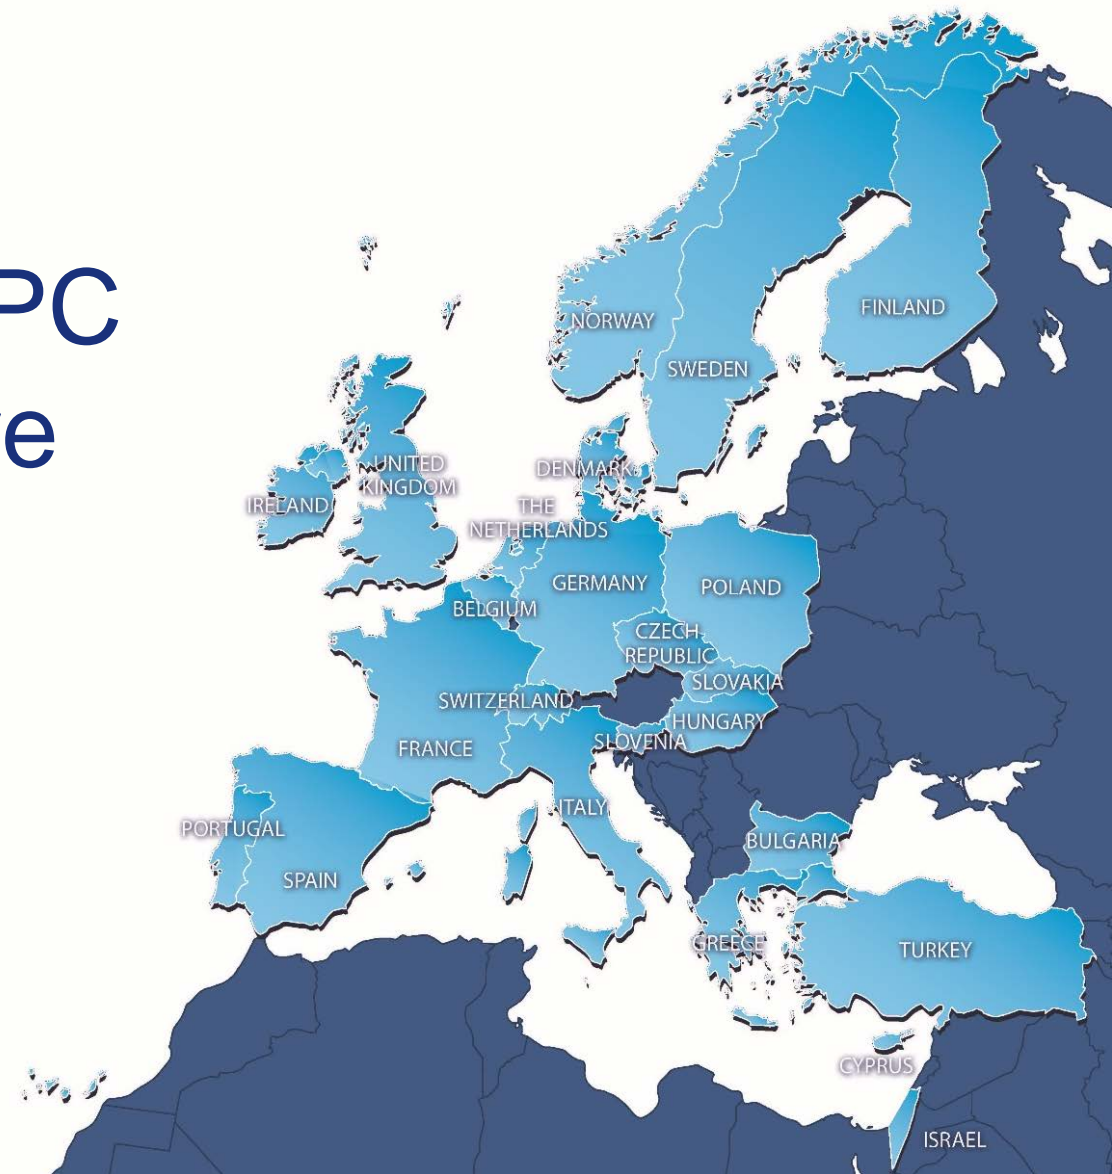 PC
e
NORWAY
FINLAND
SWEDEN
UNITED
KINGDOM
DENMARK
IRELAND
THE
NETHERLANDS
GERMANY
POLAND
BELGIUM
CZECH
REPUBLIC
SLOVAKIA
SWITZERLAND
HUNGARY
SLOVENIA
FRANCE
ITALY
PORTUGAL
BULGARIA
SPAIN
GREECE
TURKEY
CYPRUS
ISRAEL